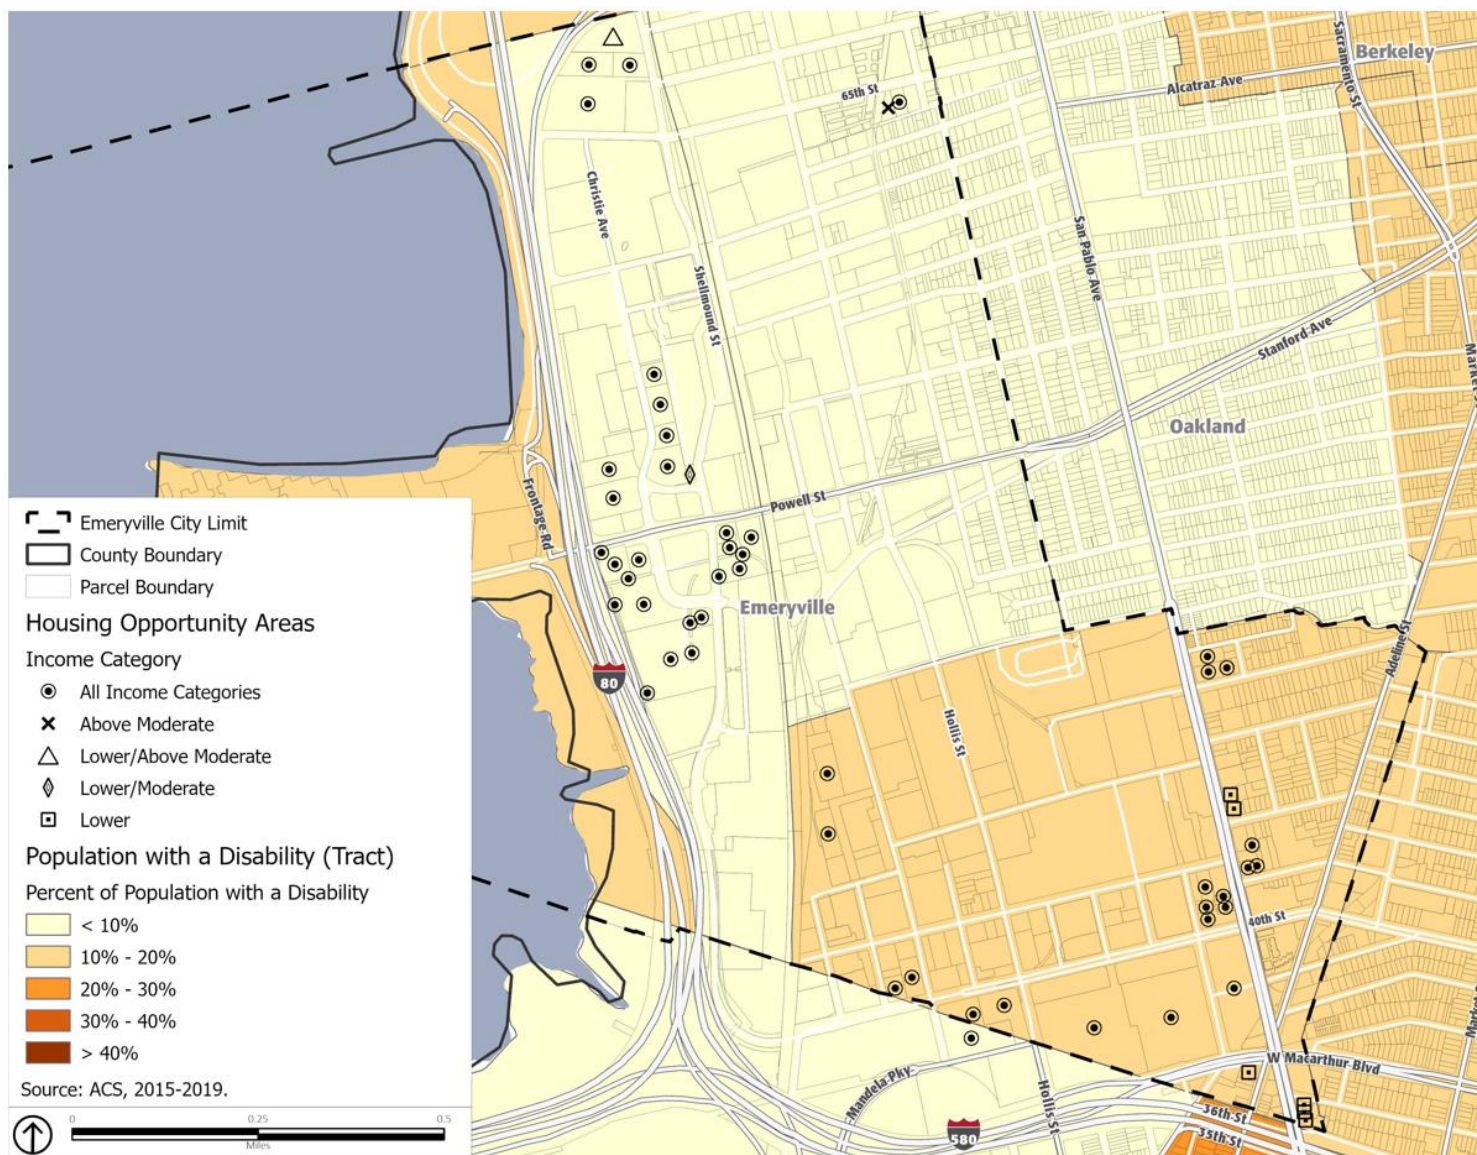 Berkeley
Sacramento St
Alcatraz Ave
65th St
Christie Ave
Shellmound St
San Pablo Ave
Stanford Ave
Oakland
Powell St
Frontage Rd
Emeryville
Adeline St
80
Hollis St
40th St
W Macarthur Blvd
Mandela Pky
Hollis St
36th St
35th St
580
Emeryville City Limit
County Boundary
Parcel Boundary
Housing Opportunity Areas
Income Category
All Income Categories
Above Moderate
Lower/Above Moderate
Lower/Moderate
Lower
Population with a Disability (Tract)
Percent of Population with a Disability
< 10%
10% - 20%
20% - 30%
30% - 40%
> 40%
Source: ACS, 2015-2019.
0 0.25 0.5
Miles